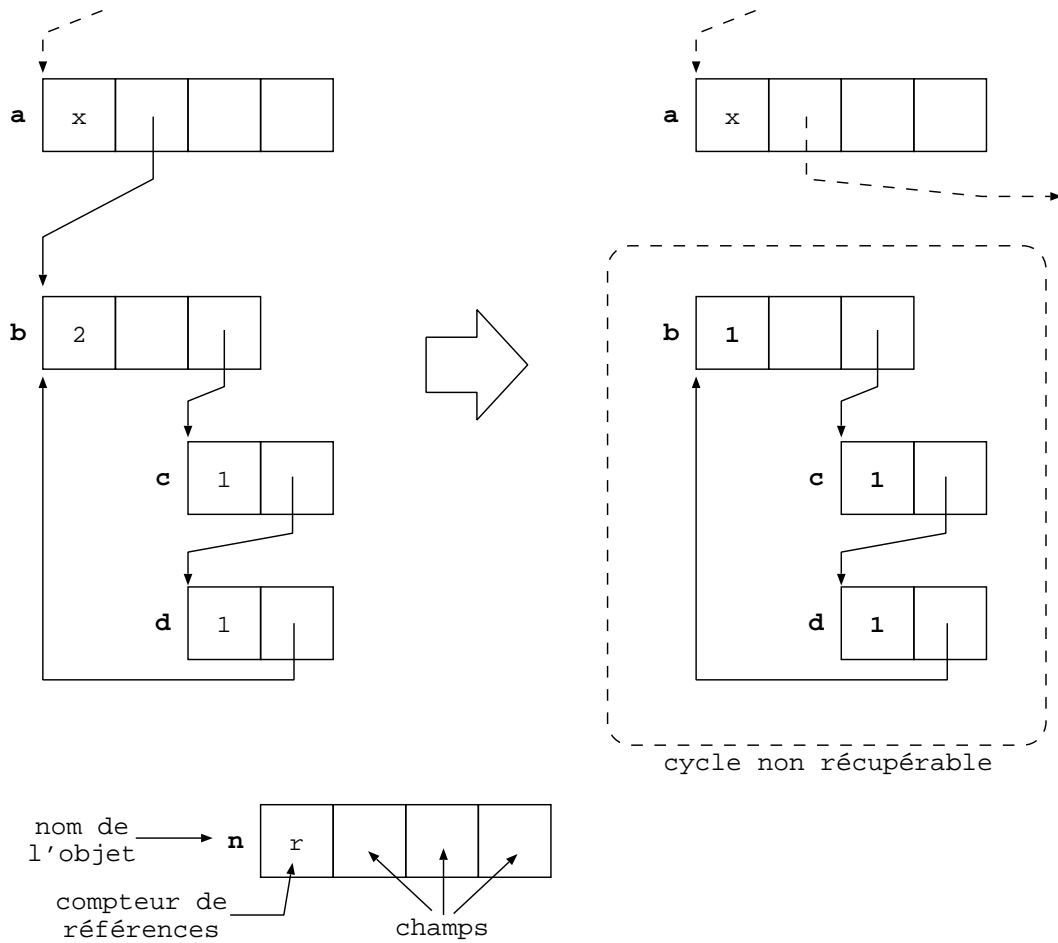 a x
a x
b 2
b 1
c 1
c 1
d 1
d 1
cycle non récupérable
nom de
l'objet
n r
compteur de
références
champs